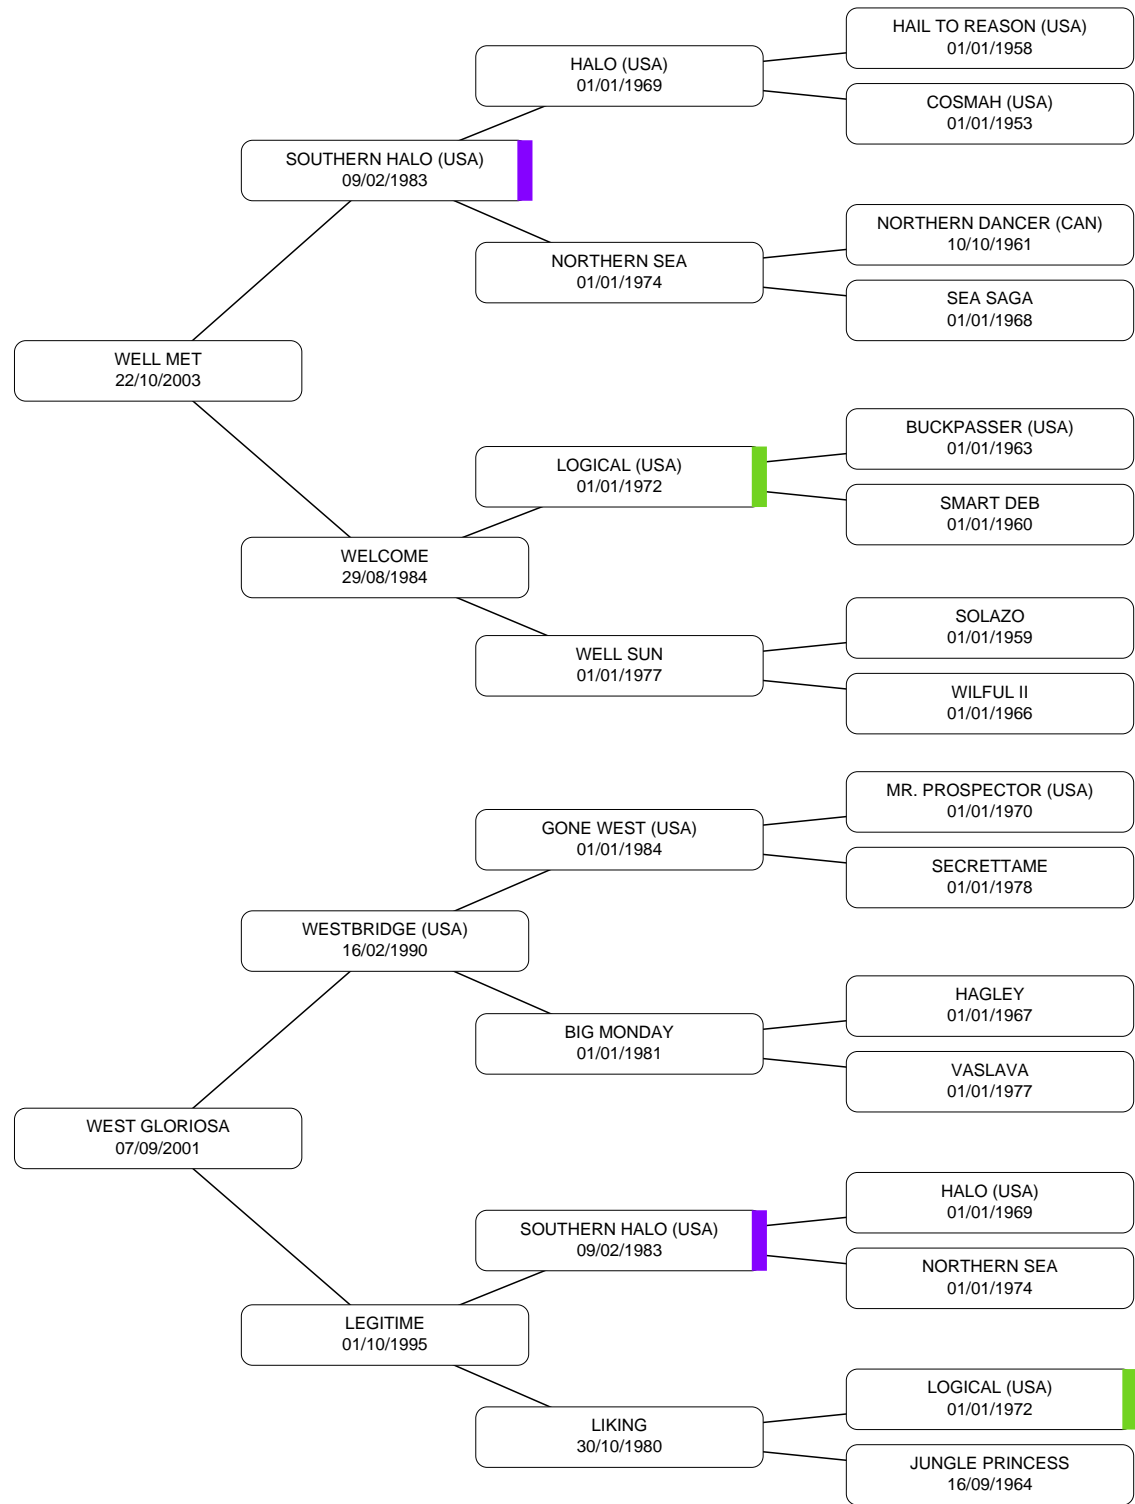 HAIL TO REASON (USA)
01/01/1958
HALO (USA)
01/01/1969
COSMAH (USA)
01/01/1953
SOUTHERN HALO (USA)
09/02/1983
NORTHERN DANCER (CAN)
10/10/1961
NORTHERN SEA
01/01/1974
SEA SAGA
01/01/1968
WELL MET
22/10/2003
BUCKPASSER (USA)
01/01/1963
LOGICAL (USA)
01/01/1972
SMART DEB
01/01/1960
WELCOME
29/08/1984
SOLAZO
01/01/1959
WELL SUN
01/01/1977
WILFUL II
01/01/1966
MR. PROSPECTOR (USA)
01/01/1970
GONE WEST (USA)
01/01/1984
SECRETTAME
01/01/1978
WESTBRIDGE (USA)
16/02/1990
HAGLEY
01/01/1967
BIG MONDAY
01/01/1981
VASLAVA
01/01/1977
WEST GLORIOSA
07/09/2001
HALO (USA)
01/01/1969
SOUTHERN HALO (USA)
09/02/1983
NORTHERN SEA
01/01/1974
LEGITIME
01/10/1995
LOGICAL (USA)
01/01/1972
LIKING
30/10/1980
JUNGLE PRINCESS
16/09/1964